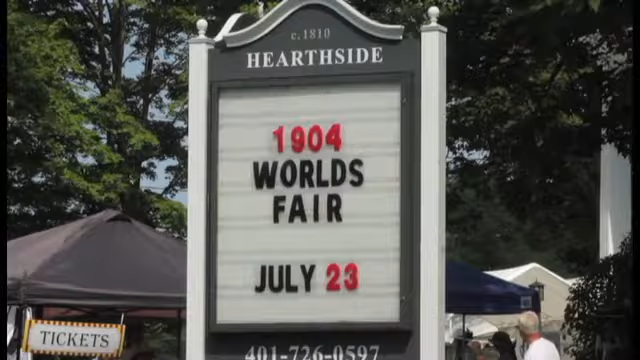 c.1810
HEARTHSIDE
1904
WORLDS
FAIR
JULY 23
TICKETS
401-726-0597